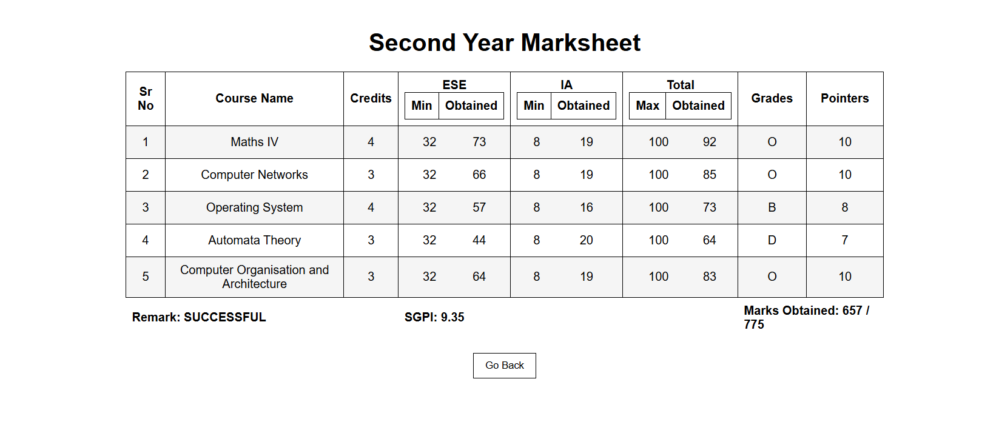 Second Year Marksheet
Sr No Course Name Credits ESE Min Obtained IA Min Obtained Total Max Obtained Grades Pointers
1 Maths IV 4 32 73 8 19 100 92 O 10
2 Computer Networks 3 32 66 8 19 100 85 O 10
3 Operating System 4 32 57 8 16 100 73 B 8
4 Automata Theory 3 32 44 8 20 100 64 D 7
5 Computer Organisation and Architecture 3 32 64 8 19 100 83 O 10
Remark: SUCCESSFUL SGPI: 9.35 Marks Obtained: 657 / 775
Go Back